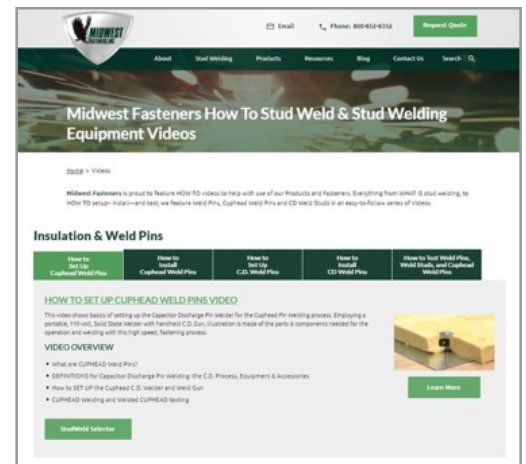 MIDWEST
FASTENERS, INC.
Email
Phone: 800-852-8352
Request Quote
About Stud Welding Products Resources Blog Contact Us Search
Midwest Fasteners How To Stud Weld & Stud Welding
Equipment Videos
Home > Videos
Midwest Fasteners is proud to feature HOW TO videos to help with use of our Products and Fasteners. Everything from WHAT IS stud welding, to
HOW TO setup- install—and test, we feature Weld Pins, Cuphead Weld Pins and CD Weld Studs in an easy-to-follow series of Videos.
Insulation & Weld Pins
How to
Set Up
Cuphead Weld Pins
How to
Install
Cuphead Weld Pins
How to
Set Up
C.D. Weld Pins
How to
Install
CD Weld Pins
How to Test Weld Pins,
Weld Studs, and Cuphead
Weld Pins
HOW TO SET UP CUPHEAD WELD PINS VIDEO
This video shows basics of setting up the Capacitor Discharge Pin Welder for the Cuphead Pin Welding process. Employing a
portable, 110 volt, Solid State Welder with handheld C.D. Gun, illustration is made of the parts & components needed for the
operation and welding with this high speed, fastening process.
VIDEO OVERVIEW
• What are CUPHEAD Weld Pins?
• DEFINITIONS for Capacitor Discharge Pin Welding: the C.D. Process, Equipment & Accessories
• How to SET UP the Cuphead C.D. Welder and Weld Gun
• CUPHEAD Welding and Welded CUPHEAD testing
Learn More
StudWeld Selector